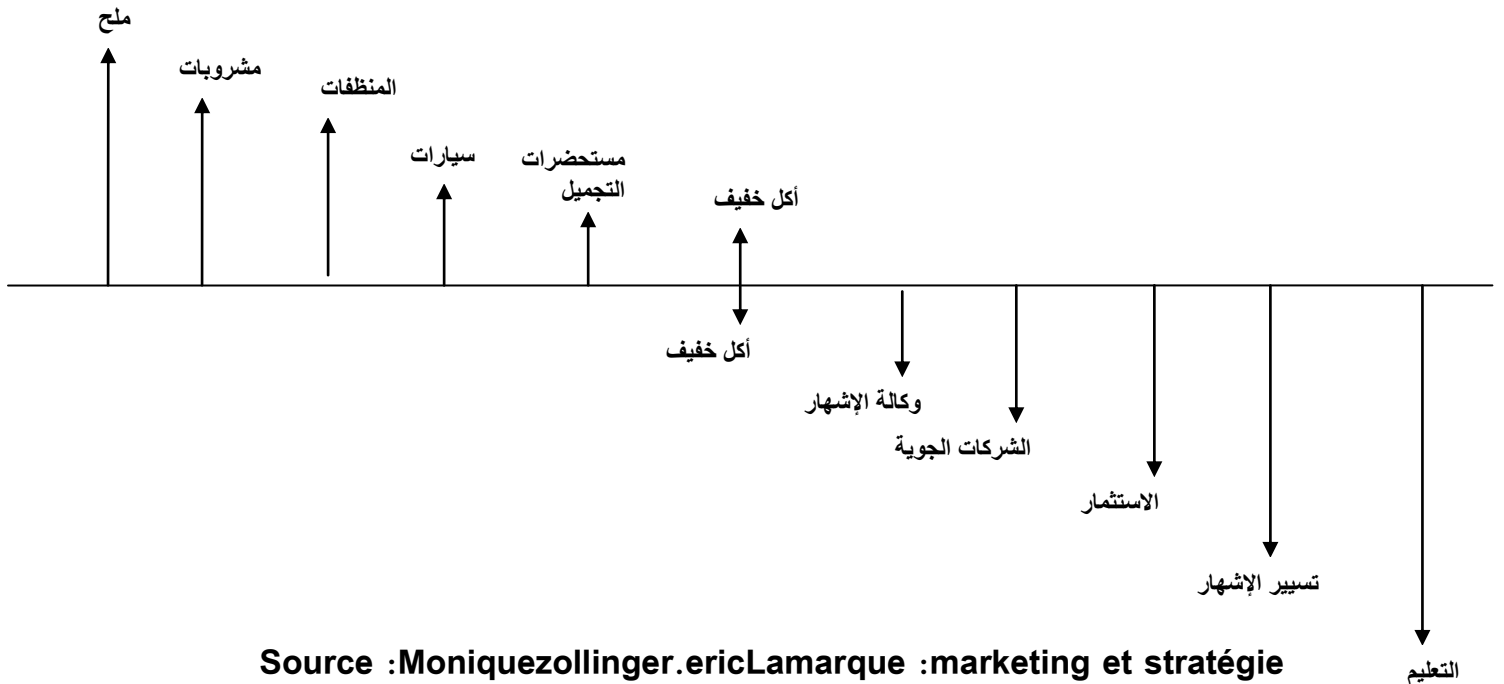 ملح
مشروبات
المنظفات
سيارات
مستحضرات
التجميل
أكل خفيف
أكل خفيف
وكالة الإشهار
الشركات الجوية
الاستثمار
تسيير الإشهار
التعليم
Source :Moniquezollinger.ericLamarque :marketing et stratégie